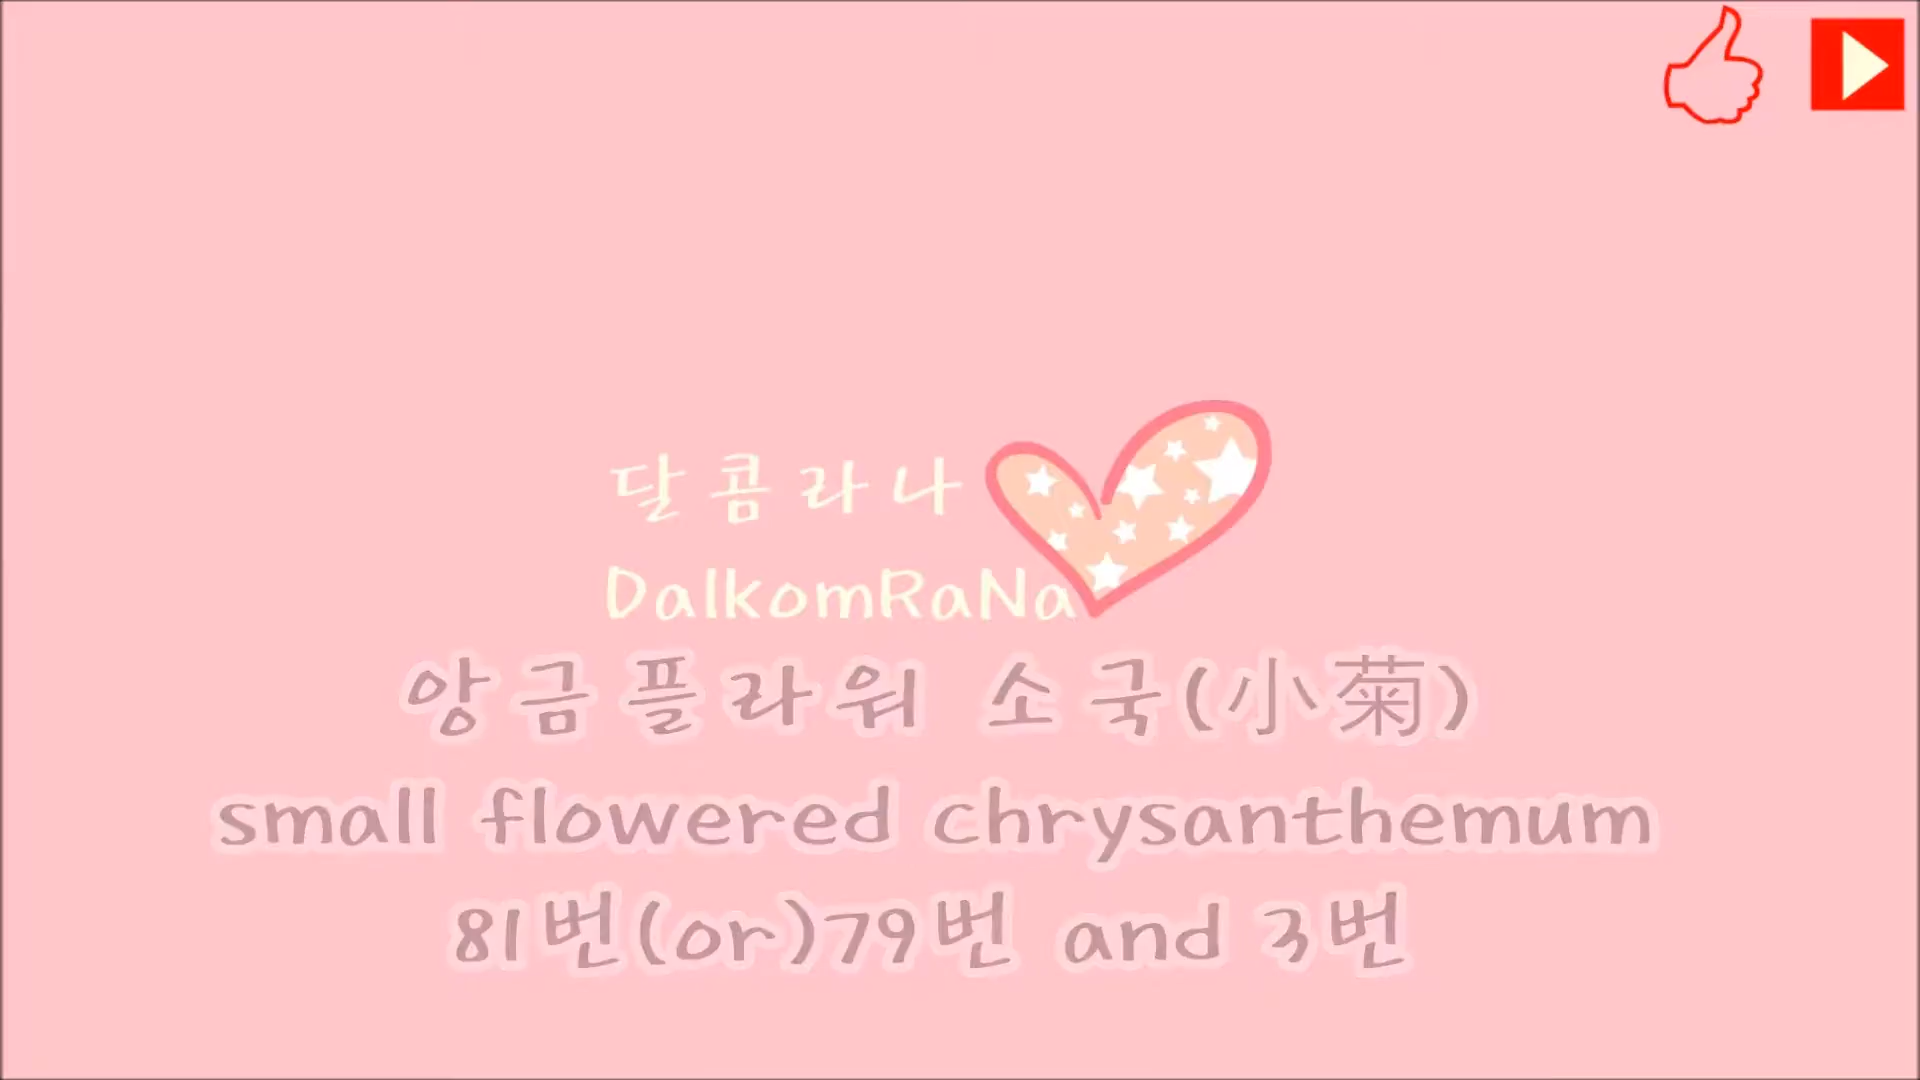 달콤라나
DalkomRaNa
앙금플라워 소국(小菊)
small flowered chrysanthemum
81번(or)79번 and 3번